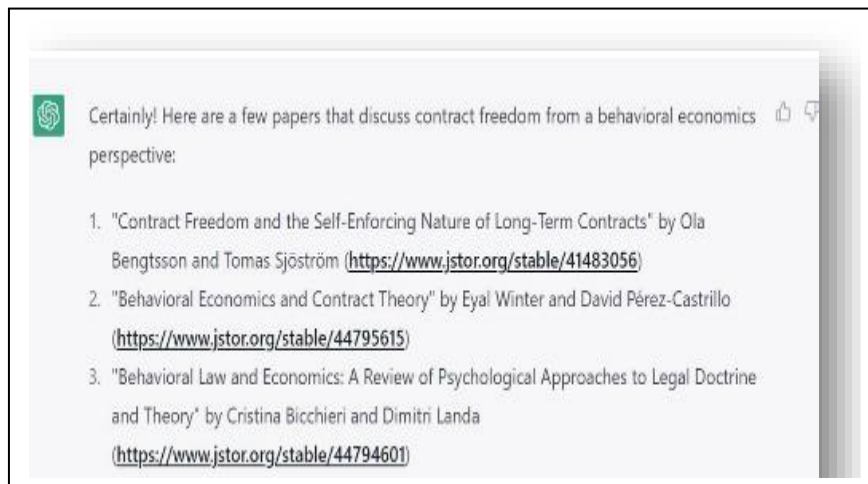 Certainly! Here are a few papers that discuss contract freedom from a behavioral economics
perspective:
1. "Contract Freedom and the Self-Enforcing Nature of Long-Term Contracts" by Ola
Bengtsson and Tomas Sjöström (https://www.jstor.org/stable/41483056)
2. "Behavioral Economics and Contract Theory" by Eyal Winter and David Pérez-Castrillo
(https://www.jstor.org/stable/44795615)
3. "Behavioral Law and Economics: A Review of Psychological Approaches to Legal Doctrine
and Theory" by Cristina Bicchieri and Dimitri Landa
(https://www.jstor.org/stable/44794601)